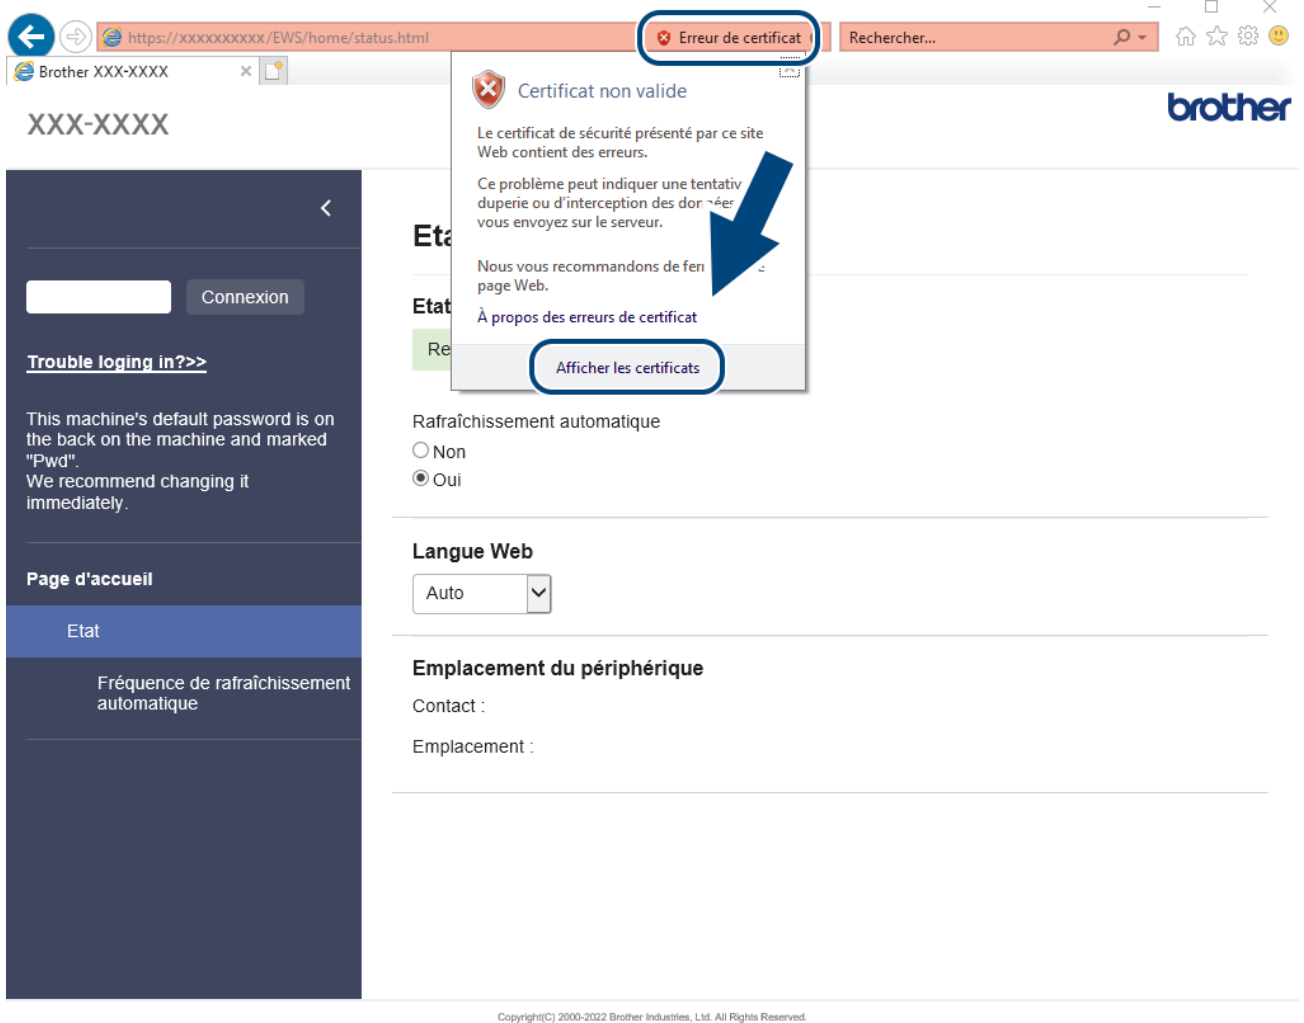 https://xxxxxxxxxx/EWS/home/status.html
Erreur de certificat
Rechercher...
Brother XXX-XXXX
XXX-XXXX
brother
Certificat non valide
Le certificat de sécurité présenté par ce site
Web contient des erreurs.
Ce problème peut indiquer une
duperie ou d'interception des
vous envoyez sur le serveur.
Nous vous recommandons de
page Web.
À propos des erreurs de certificat
Afficher les certificats
Connexion
Trouble loging in?>>
This machine's default password is on
the back on the machine and marked
"Pwd".
We recommend changing it
immediately.
Page d'accueil
Etat
Fréquence de rafraîchissement
automatique
Etat
Rafraîchissement automatique
Non
Oui
Langue Web
Auto
Emplacement du périphérique
Contact :
Emplacement :
Copyright(C) 2000-2022 Brother Industries, Ltd. All Rights Reserved.